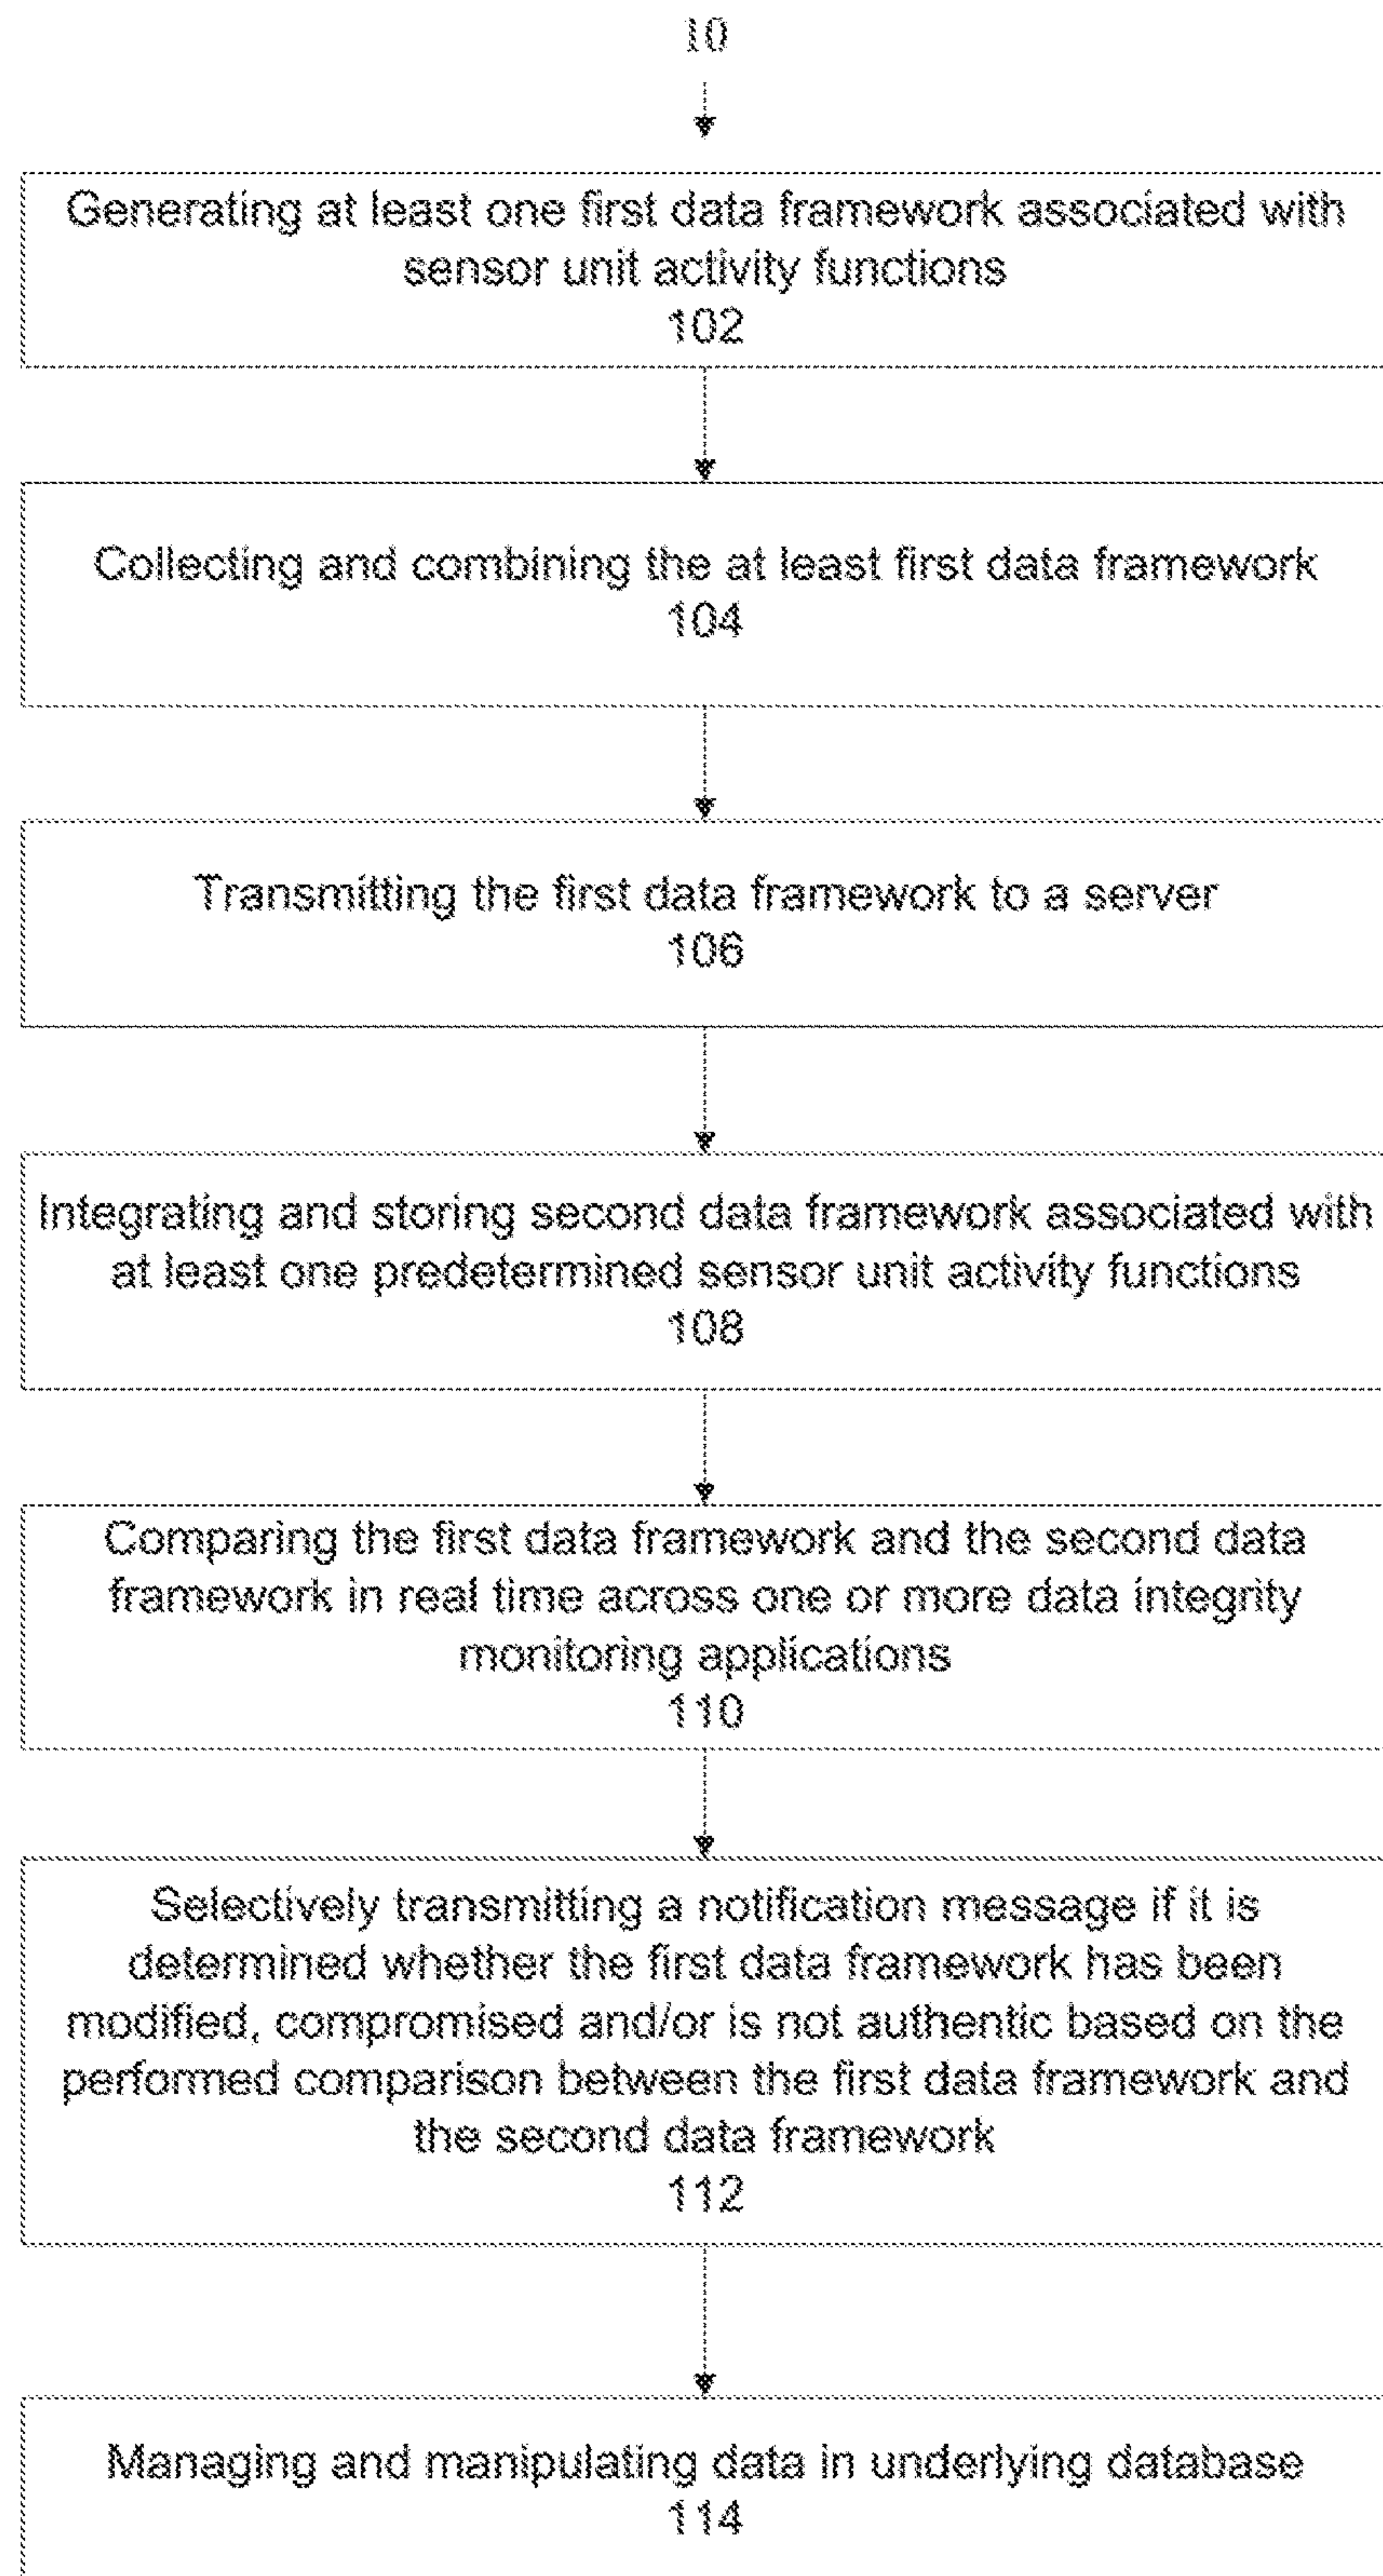 10
Generating at least one first data framework associated with
sensor unit activity functions
102
Collecting and combining the at least first data framework
104
Transmitting the first data framework to a server
106
Integrating and storing second data framework associated with
at least one predetermined sensor unit activity functions
108
Comparing the first data framework and the second data
framework in real time across one or more data integrity
monitoring applications
110
Selectively transmitting a notification message if it is
determined whether the first data framework has been
modified, compromised and/or is not authentic based on the
performed comparison between the first data framework and
the second data framework
112
Managing and manipulating data in underlying database
114